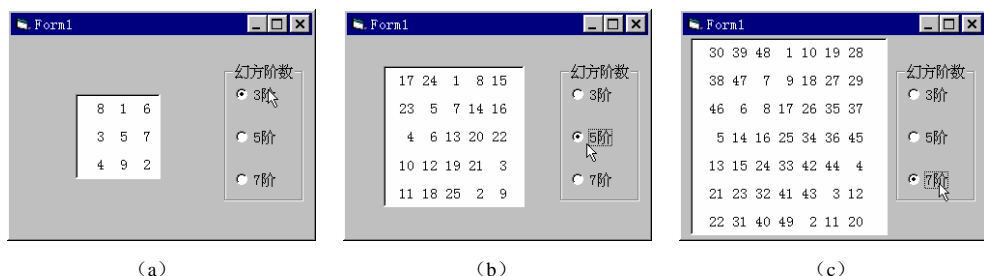 Form1
8 1 6
3 5 7
4 9 2
幻方阶数
3阶
5阶
7阶
(a)
Form1
17 24 1 8 15
23 5 7 14 16
4 6 13 20 22
10 12 19 21 3
11 18 25 2 9
幻方阶数
3阶
5阶
7阶
(b)
Form1
30 39 48 1 10 19 28
38 47 7 9 18 27 29
46 6 8 17 26 35 37
5 14 16 25 34 36 45
13 15 24 33 42 44 4
21 23 32 41 43 3 12
22 31 40 49 2 11 20
幻方阶数
3阶
5阶
7阶
(c)